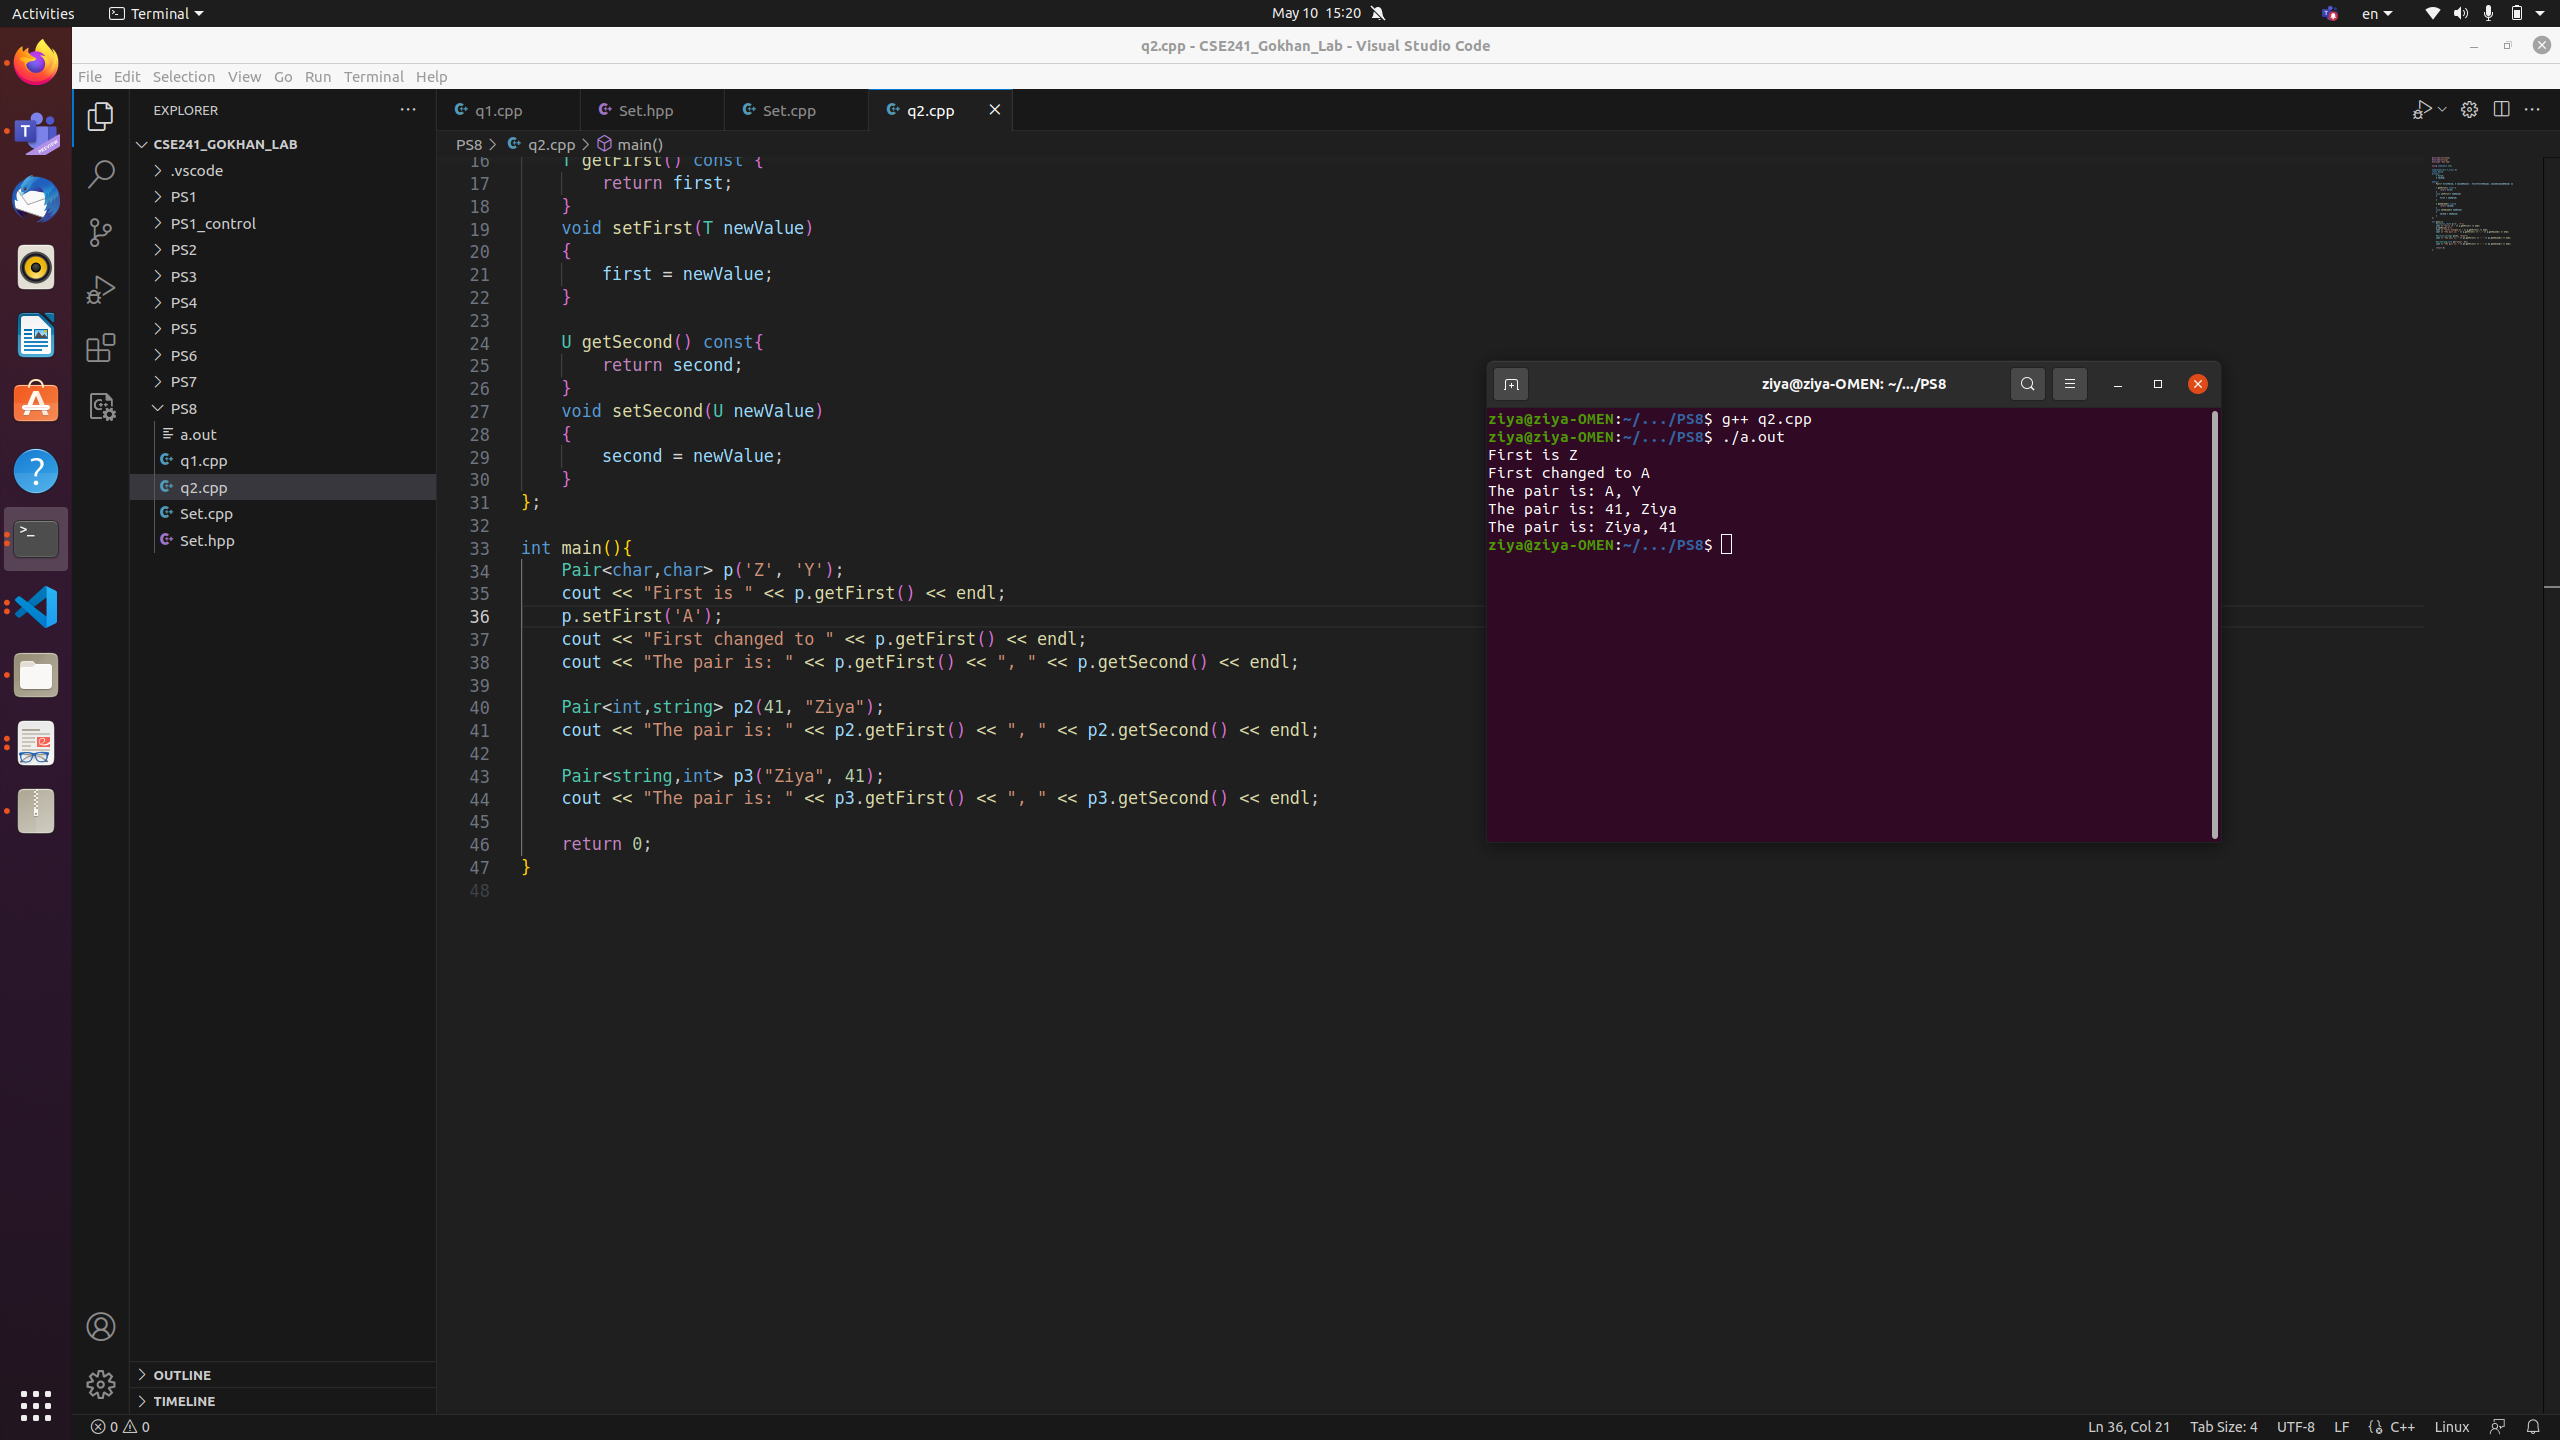 Activities
Terminal
May 10 15:20
en
q2.cpp - CSE241_Gokhan_Lab - Visual Studio Code
File Edit Selection View Go Run Terminal Help
EXPLORER
CSE241_GOKHAN_LAB
.vscode
PS1
PS1_control
PS2
PS3
PS4
PS5
PS6
PS7
PS8
a.out
q1.cpp
q2.cpp
Set.cpp
Set.hpp
OUTLINE
TIMELINE
q1.cpp Set.hpp Set.cpp q2.cpp
PS8 > q2.cpp > main()
16 T getFirst() const {
17 return first;
18 }
19 void setFirst(T newValue)
20 {
21 first = newValue;
22 }
23
24 U getSecond() const{
25 return second;
26 }
27 void setSecond(U newValue)
28 {
29 second = newValue;
30 }
31 };
32
33 int main(){
34 Pair<char,char> p('Z', 'Y');
35 cout << "First is " << p.getFirst() << endl;
36 p.setFirst('A');
37 cout << "First changed to " << p.getFirst() << endl;
38 cout << "The pair is: " << p.getFirst() << ", " << p.getSecond() << endl;
39
40 Pair<int,string> p2(41, "Ziya");
41 cout << "The pair is: " << p2.getFirst() << ", " << p2.getSecond() << endl;
42
43 Pair<string,int> p3("Ziya", 41);
44 cout << "The pair is: " << p3.getFirst() << ", " << p3.getSecond() << endl;
45
46 return 0;
47 }
48
ziya@ziya-OMEN: ~/.../PS8
ziya@ziya-OMEN:~/.../PS8$ g++ q2.cpp
ziya@ziya-OMEN:~/.../PS8$ ./a.out
First is Z
First changed to A
The pair is: A, Y
The pair is: 41, Ziya
The pair is: Ziya, 41
ziya@ziya-OMEN:~/.../PS8$
0 0
Ln 36, Col 21 Tab Size: 4 UTF-8 LF {} C++ Linux